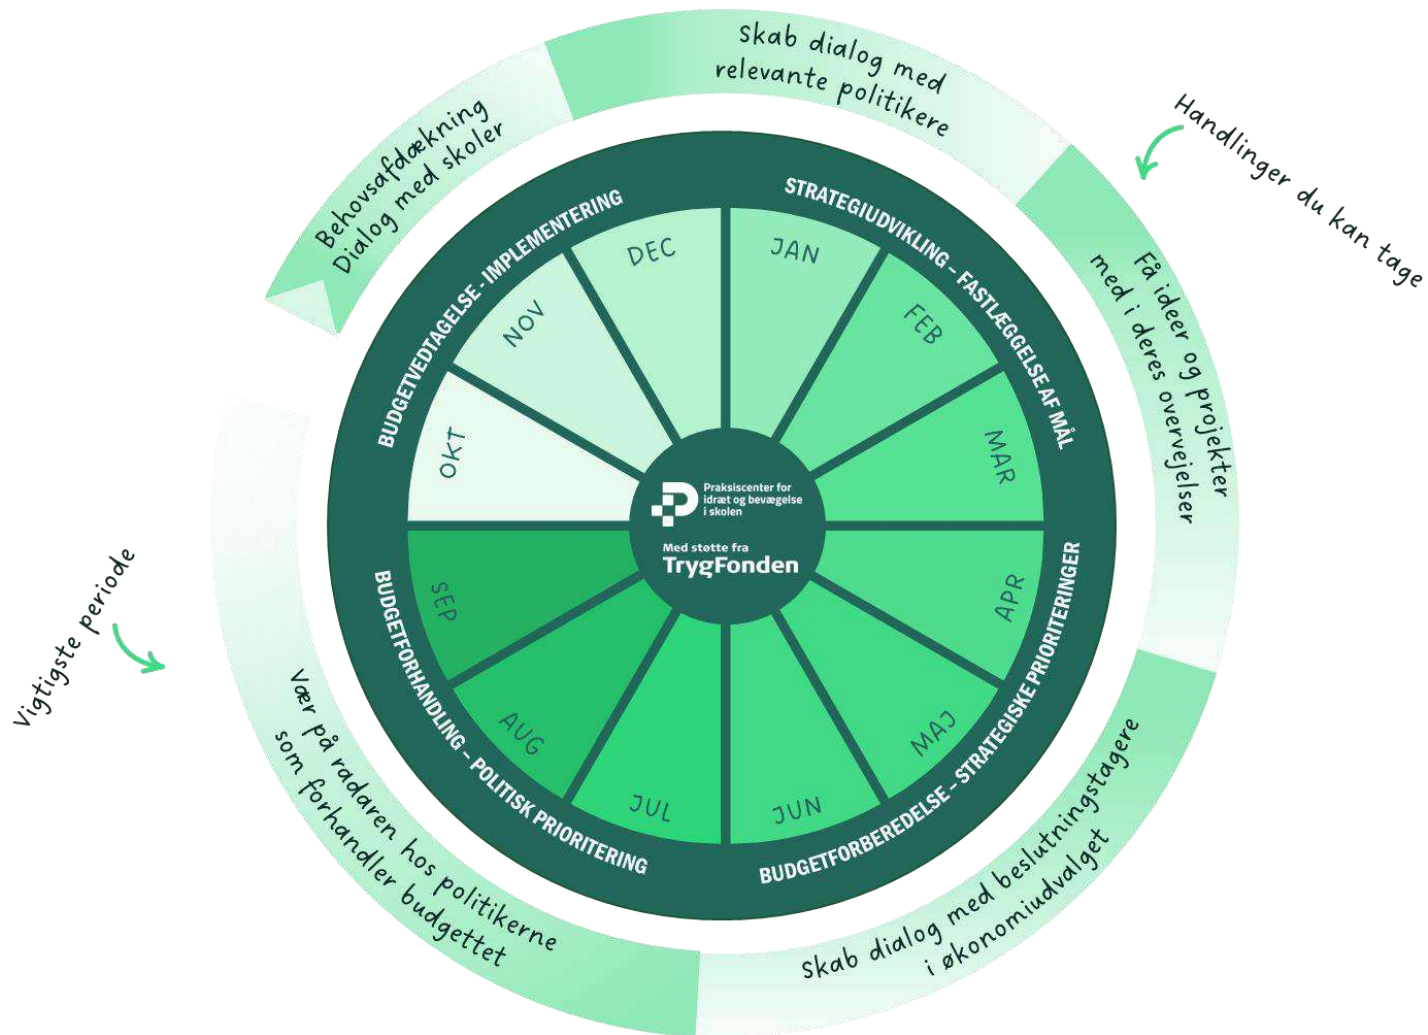 Skab dialog med
relevante politikere
Handlinger du kan tage
Få ideer og projekter
med i deres overvejelser
Skab dialog med beslutningstagere
i økonomiudvalget
Vær på radaren hos politikerne
som forhandler budgettet
Vigtigste periode
Behovsafdækning
Dialog med skoler
STRATEGIUDVIKLING – FASTLÆGGELSE AF MÅL
BUDGETFORBEREDELSE – STRATEGISKE PRIORITERINGER
BUDGETFORHANDLING – POLITISK PRIORITERING
BUDGETVEDTAGELSE - IMPLEMENTERING
JAN
FEB
MAR
APR
MAJ
JUN
JUL
AUG
SEP
OKT
NOV
DEC
Praksiscenter for
idræt og bevægelse
i skolen
Med støtte fra
TrygFonden